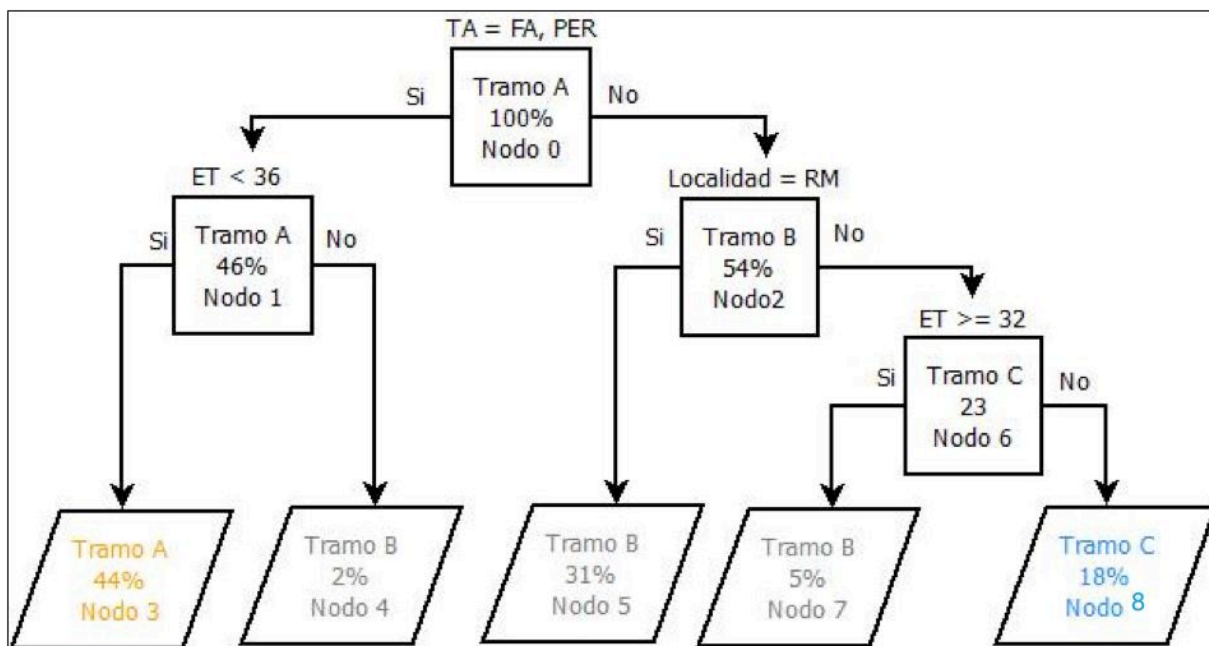 TA = FA, PER
Tramo A
100%
Nodo 0
Si
No
ET < 36
Tramo A
46%
Nodo 1
Si
No
Localidad = RM
Tramo B
54%
Nodo2
Si
No
ET >= 32
Tramo C
23
Nodo 6
Si
No
Tramo A
44%
Nodo 3
Tramo B
2%
Nodo 4
Tramo B
31%
Nodo 5
Tramo B
5%
Nodo 7
Tramo C
18%
Nodo 8